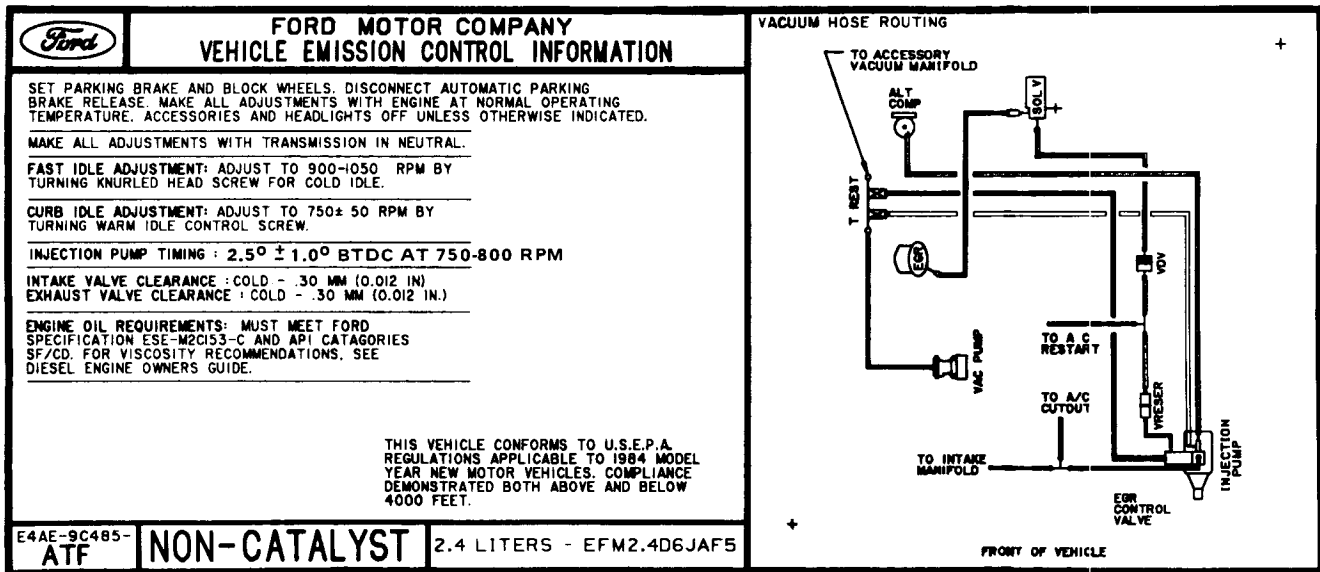 Ford
FORD MOTOR COMPANY
VEHICLE EMISSION CONTROL INFORMATION
SET PARKING BRAKE AND BLOCK WHEELS. DISCONNECT AUTOMATIC PARKING
BRAKE RELEASE. MAKE ALL ADJUSTMENTS WITH ENGINE AT NORMAL OPERATING
TEMPERATURE. ACCESSORIES AND HEADLIGHTS OFF UNLESS OTHERWISE INDICATED.
MAKE ALL ADJUSTMENTS WITH TRANSMISSION IN NEUTRAL.
FAST IDLE ADJUSTMENT: ADJUST TO 900-1050 RPM BY
TURNING KNURLED HEAD SCREW FOR COLD IDLE.
CURB IDLE ADJUSTMENT: ADJUST TO 750± 50 RPM BY
TURNING WARM IDLE CONTROL SCREW.
INJECTION PUMP TIMING : 2.5° ± 1.0° BTDC AT 750-800 RPM
INTAKE VALVE CLEARANCE : COLD - .30 MM (0.012 IN)
EXHAUST VALVE CLEARANCE : COLD - .30 MM (0.012 IN.)
ENGINE OIL REQUIREMENTS: MUST MEET FORD
SPECIFICATION ESE-M2C153-C AND API CATAGORIES
SF/CD. FOR VISCOSITY RECOMMENDATIONS, SEE
DIESEL ENGINE OWNERS GUIDE.
THIS VEHICLE CONFORMS TO U.S.E.P.A.
REGULATIONS APPLICABLE TO 1984 MODEL
YEAR NEW MOTOR VEHICLES. COMPLIANCE
DEMONSTRATED BOTH ABOVE AND BELOW
4000 FEET.
E4AE-9C485-
ATF
NON-CATALYST
2.4 LITERS - EFM2.4D6JAF5
VACUUM HOSE ROUTING
TO ACCESSORY
VACUUM MANIFOLD
ALT
COMP
SOL V
T REST
EGR
VDV
TO A C
RESTART
VAC PUMP
TO A/C
CUTOUT
VRESER
TO INTAKE
MANIFOLD
INJECTION
PUMP
EGR
CONTROL
VALVE
FRONT OF VEHICLE